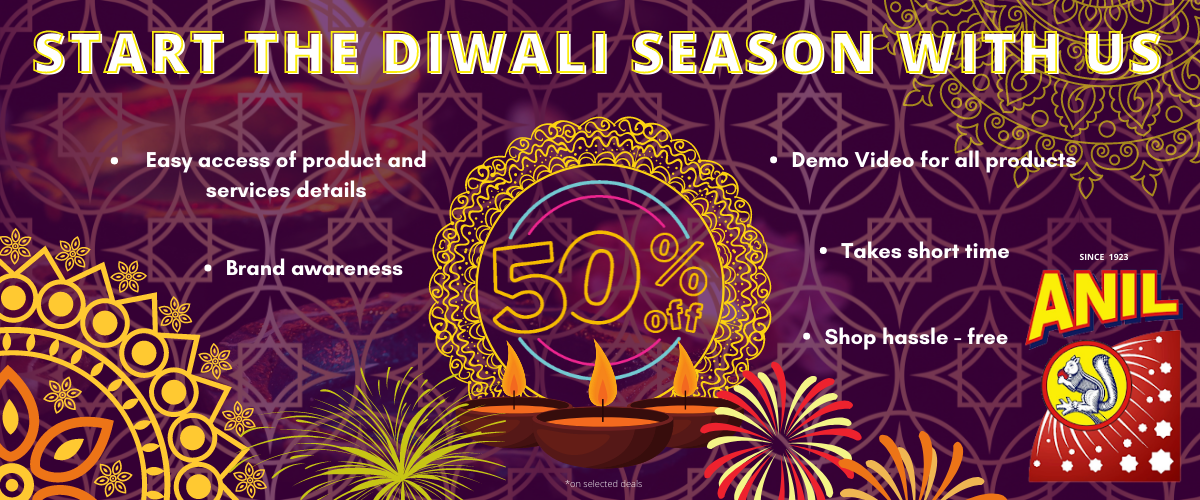 START THE DIWALI SEASON WITH US
• Easy access of product and
services details
• Brand awareness
50% off
• Demo Video for all products
• Takes short time
• Shop hassle - free
SINCE 1923
ANIL
*on selected deals